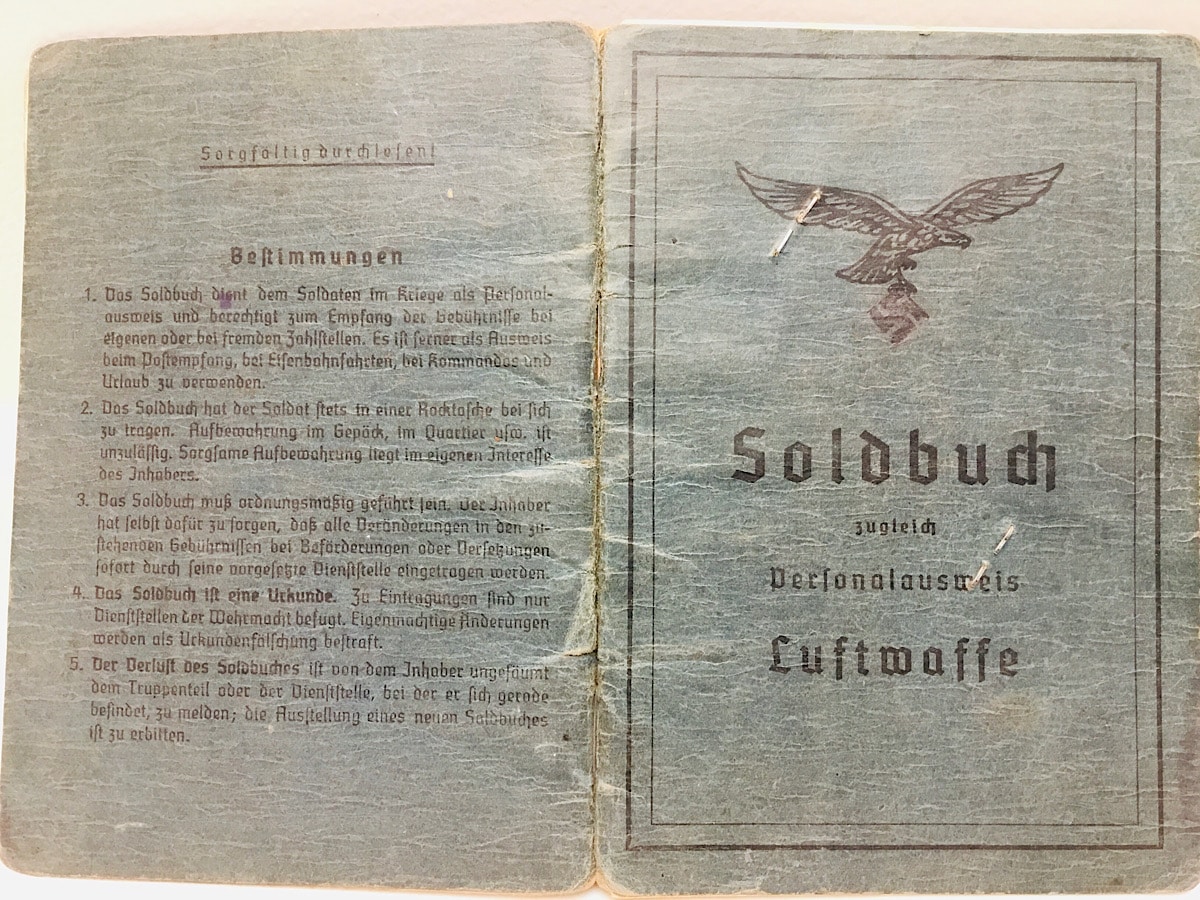 Sorgfältig durchlesen!
Bestimmungen
1. Das Soldbuch dient dem Soldaten im Kriege als Personal-
ausweis und berechtigt zum Empfang der Gebührnisse bei
eigenen oder bei fremden Zahlstellen. Es ist ferner als Ausweis
beim Postempfang, bei Eisenbahnfahrten, bei Kommandos und
Urlaub zu verwenden.
2. Das Soldbuch hat der Soldat stets in einer Rocktasche bei sich
zu tragen. Aufbewahrung im Gepäck, im Quartier usw. ist
unzulässig. Sorgsame Aufbewahrung liegt im eigenen Interesse
des Inhabers.
3. Das Soldbuch muß ordnungsmäßig geführt sein. Der Inhaber
hat selbst dafür zu sorgen, daß alle Veränderungen in den zu-
stehenden Gebührnissen bei Beförderungen oder Versetzungen
sofort durch seine vorgesetzte Dienststelle eingetragen werden.
4. Das Soldbuch ist eine Urkunde. Zu Eintragungen sind nur
Dienststellen der Wehrmacht befugt. Eigenmächtige Änderungen
werden als Urkundenfälschung bestraft.
5. Der Verlust des Soldbuches ist von dem Inhaber ungesäumt
dem Truppenteil oder der Dienststelle, bei der er sich gerade
befindet, zu melden; die Ausstellung eines neuen Soldbuches
ist zu erbitten.
Soldbuch
zugleich
Personalausweis
Luftwaffe